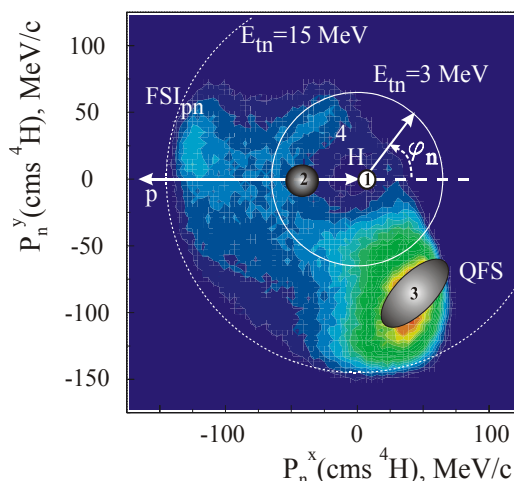 E_tn=15 MeV
E_tn=3 MeV
FSI_pn
4
H
φ_n
1
2
p
QFS
3
100
50
0
-50
-100
-150
-100
0
100
P_n^y(cms ^4H), MeV/c
P_n^x(cms ^4H), MeV/c